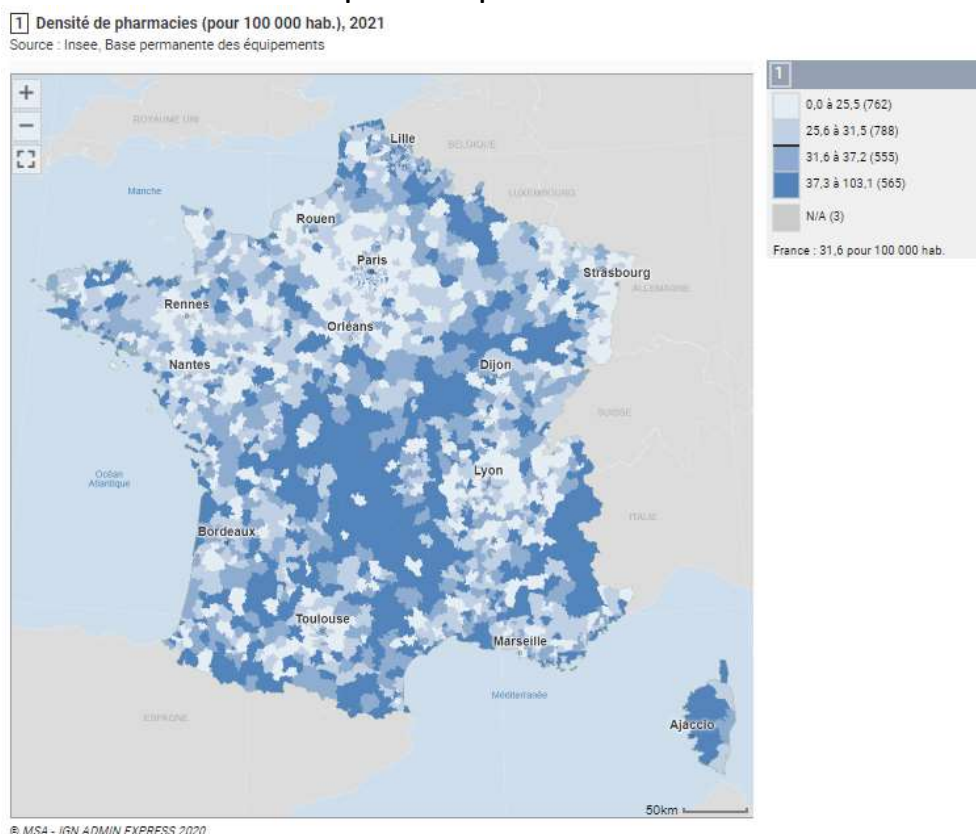 1 Densité de pharmacies (pour 100 000 hab.), 2021
Source : Insee, Base permanente des équipements
+
−
ROYAUME UNI
Lille
BELGIQUE
Manche
LUXEMBOURG
Rouen
Paris
Strasbourg
ALLEMAGNE
Rennes
Orléans
Nantes
Dijon
SUISSE
Lyon
Océan
Atlantique
ITALIE
Bordeaux
Toulouse
Marseille
Méditerranée
ESPAGNE
Ajaccio
50km
© MSA - IGN ADMIN EXPRESS 2020
1
0,0 à 25,5 (762)
25,6 à 31,5 (788)
31,6 à 37,2 (555)
37,3 à 103,1 (565)
N/A (3)
France : 31,6 pour 100 000 hab.